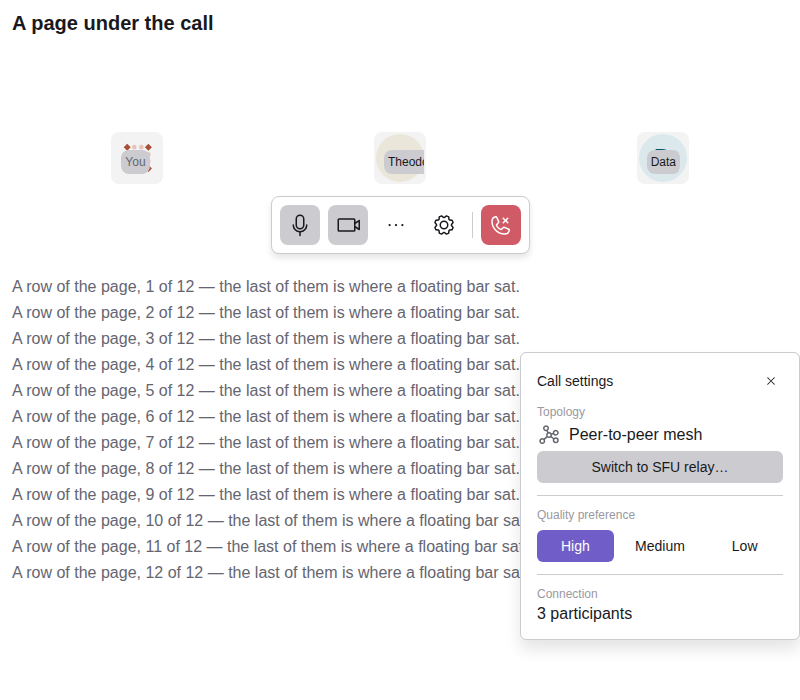 A page under the call
You
Theodo
Data
A row of the page, 1 of 12 — the last of them is where a floating bar sat.
A row of the page, 2 of 12 — the last of them is where a floating bar sat.
A row of the page, 3 of 12 — the last of them is where a floating bar sat.
A row of the page, 4 of 12 — the last of them is where a floating bar sat.
A row of the page, 5 of 12 — the last of them is where a floating bar sat.
A row of the page, 6 of 12 — the last of them is where a floating bar sat.
A row of the page, 7 of 12 — the last of them is where a floating bar sat.
A row of the page, 8 of 12 — the last of them is where a floating bar sat.
A row of the page, 9 of 12 — the last of them is where a floating bar sat.
A row of the page, 10 of 12 — the last of them is where a floating bar sa
A row of the page, 11 of 12 — the last of them is where a floating bar sat
A row of the page, 12 of 12 — the last of them is where a floating bar sa
Call settings
Topology
Peer-to-peer mesh
Switch to SFU relay…
Quality preference
High Medium Low
Connection
3 participants